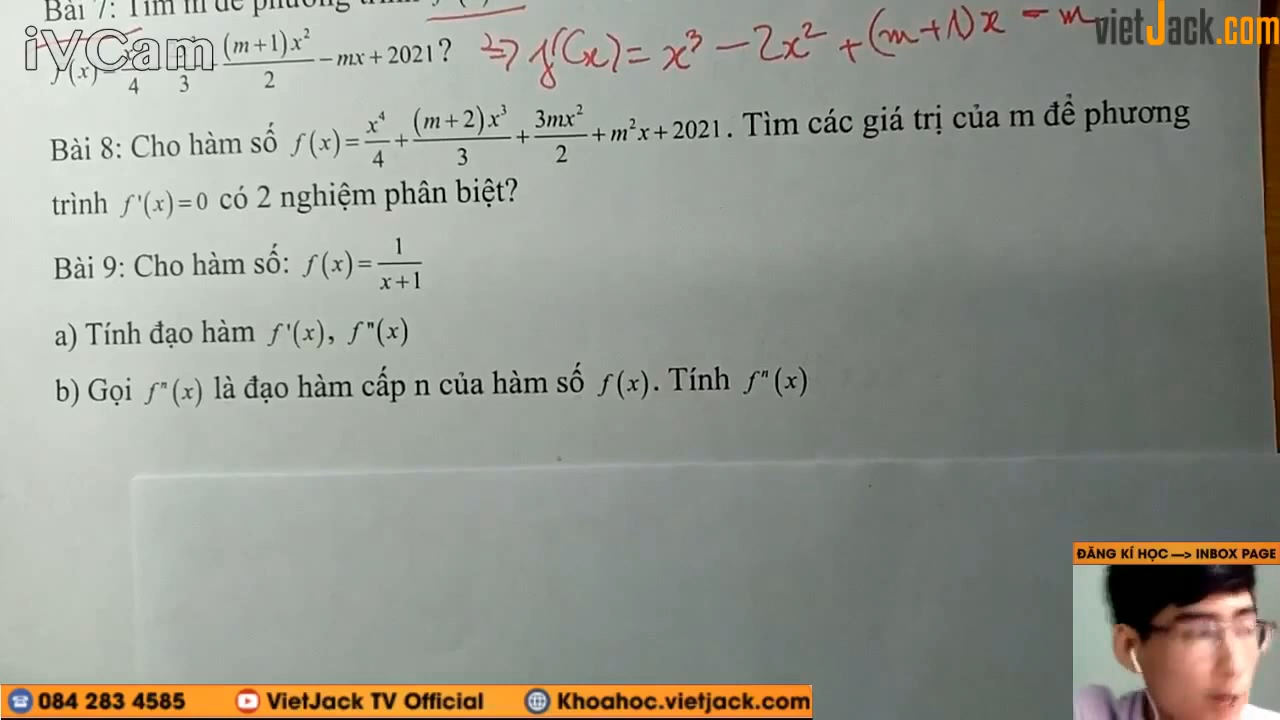 Bài 7: Tìm m để phương
iVCam
vietJack.com
f(x) 4 3 (m+1)x²/2 − mx + 2021? => f'(x) = x³ − 2x² + (m+1)x − m
Bài 8: Cho hàm số f(x) = x⁴/4 + (m+2)x³/3 + 3mx²/2 + m²x + 2021. Tìm các giá trị của m để phương
trình f'(x)=0 có 2 nghiệm phân biệt?
Bài 9: Cho hàm số: f(x) = 1/(x+1)
a) Tính đạo hàm f'(x), f"(x)
b) Gọi fⁿ(x) là đạo hàm cấp n của hàm số f(x). Tính fⁿ(x)
ĐĂNG KÍ HỌC —> INBOX PAGE
084 283 4585 VietJack TV Official Khoahoc.vietjack.com